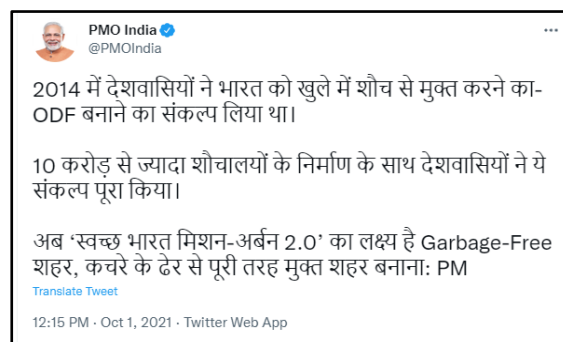 PMO India
@PMOIndia
2014 में देशवासियों ने भारत को खुले में शौच से मुक्त करने का-
ODF बनाने का संकल्प लिया था।
10 करोड़ से ज्यादा शौचालयों के निर्माण के साथ देशवासियों ने ये
संकल्प पूरा किया।
अब ‘स्वच्छ भारत मिशन-अर्बन 2.0’ का लक्ष्य है Garbage-Free
शहर, कचरे के ढेर से पूरी तरह मुक्त शहर बनाना: PM
Translate Tweet
12:15 PM · Oct 1, 2021 · Twitter Web App